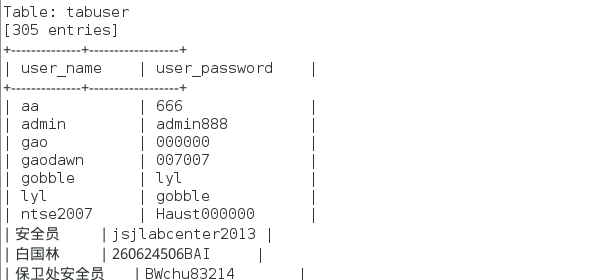 Table: tabuser
[305 entries]
+--------------+------------------+
| user_name | user_password |
+--------------+------------------+
| aa | 666 |
| admin | admin888 |
| gao | 000000 |
| gaodawn | 007007 |
| gobble | lyl |
| lyl | gobble |
| ntse2007 | Haust000000 |
| 安全员 | jsjlabcenter2013 |
| 白国林 | 260624506BAI |
| 保卫处安全员 | BWchu83214 |